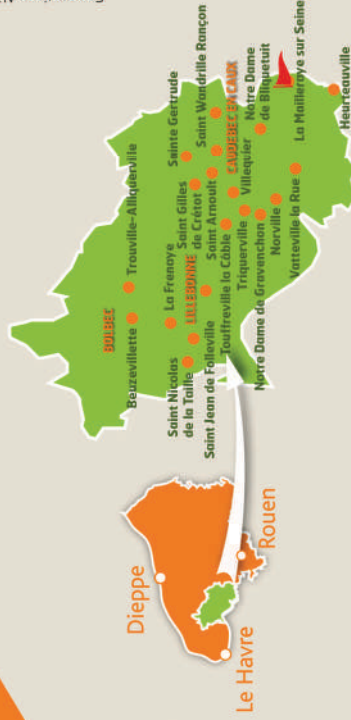 Dieppe
Le Havre
Rouen
BOLBEC
Beuzevillette
Trouville-Alliquerville
La Frenaye
Sainte Gertrude
Saint Nicolas
de la Taille
LILLEBONNE
Saint Gilles
de Crétot
Saint Wandrille Rançon
Saint Jean de Folleville
Saint Arnoult
Touffreville la Câble
CAUDEBEC EN CAUX
Triquerville
Villequier
Notre Dame
de Bliquetuit
Notre Dame de Gravenchon
Norville
Vatteville la Rue
La Mailleraye sur Seine
Heurteauville